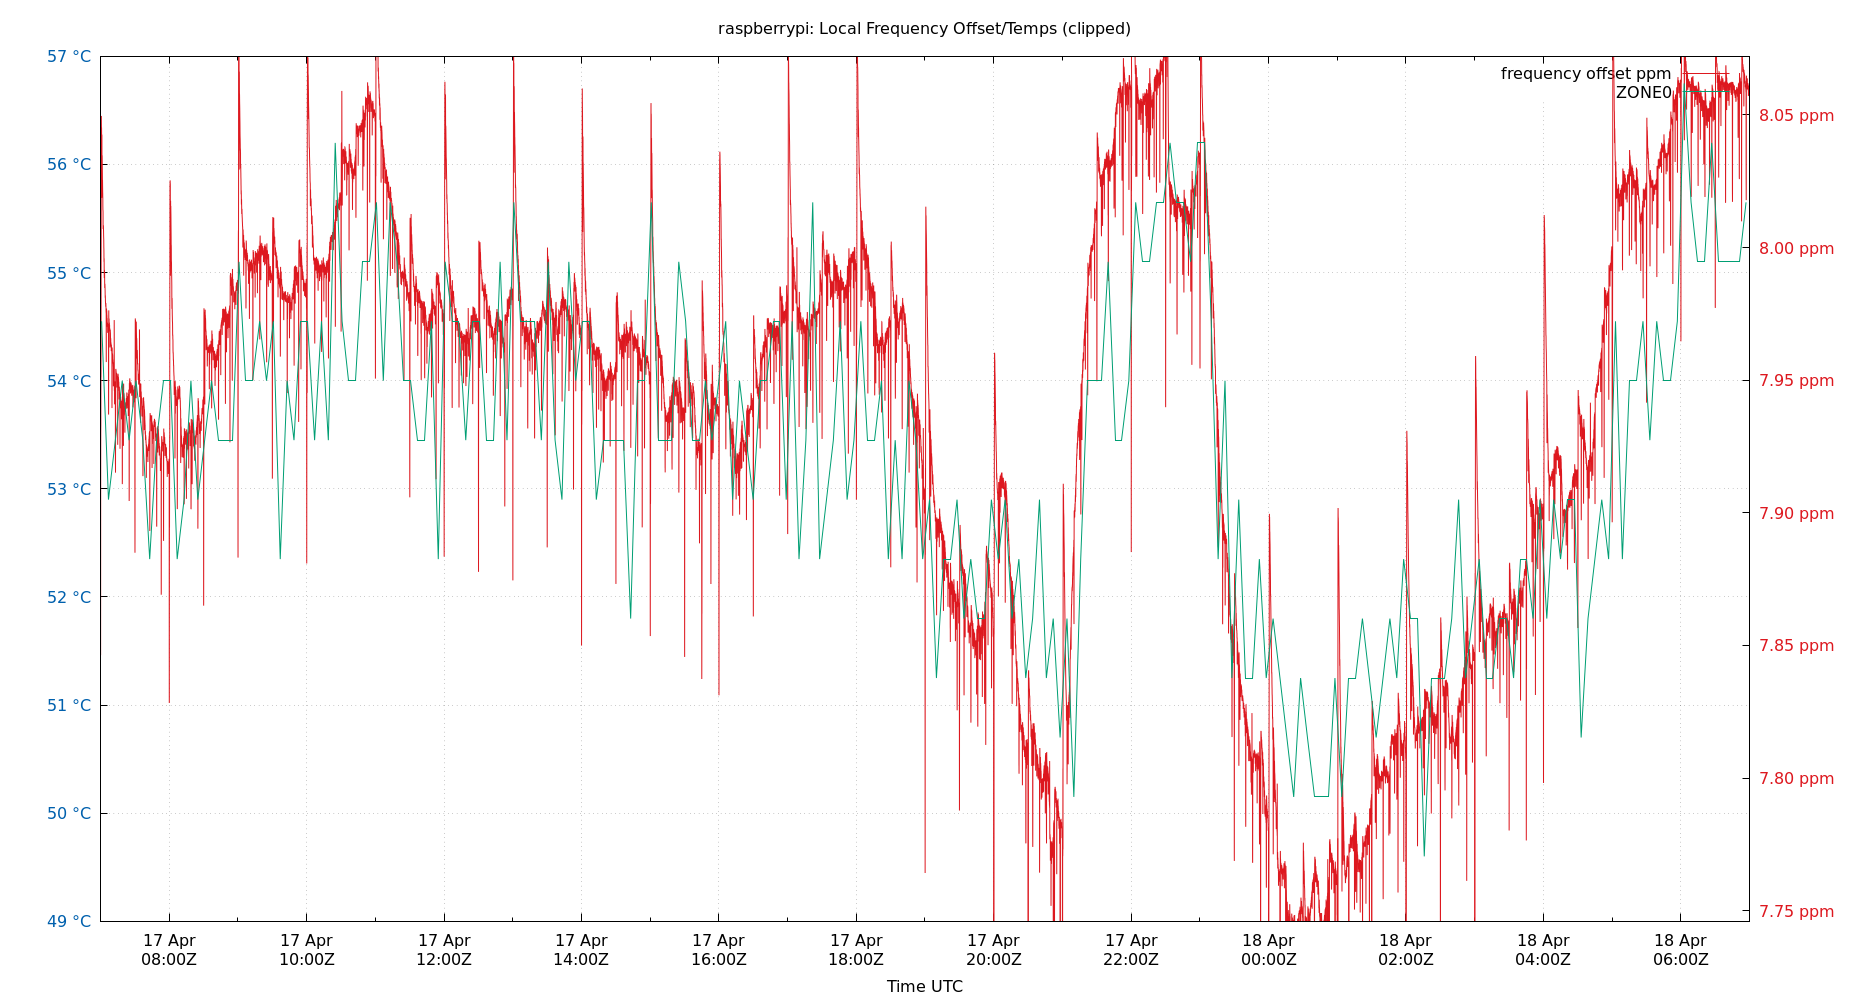 raspberrypi: Local Frequency Offset/Temps (clipped)
57 °C
56 °C
55 °C
54 °C
53 °C
52 °C
51 °C
50 °C
49 °C
frequency offset ppm
ZONE0
8.05 ppm
8.00 ppm
7.95 ppm
7.90 ppm
7.85 ppm
7.80 ppm
7.75 ppm
17 Apr 17 Apr 17 Apr 17 Apr 17 Apr 17 Apr 17 Apr 17 Apr 18 Apr 18 Apr 18 Apr 18 Apr
08:00Z 10:00Z 12:00Z 14:00Z 16:00Z 18:00Z 20:00Z 22:00Z 00:00Z 02:00Z 04:00Z 06:00Z
Time UTC